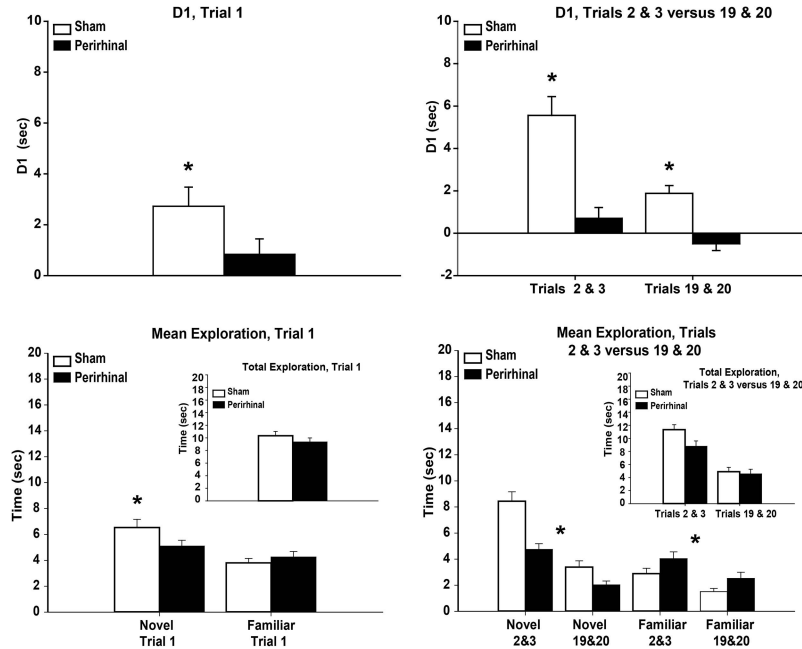 D1, Trial 1
Sham
Perirhinal
10
8
6
4
2
0
D1 (sec)
*
D1, Trials 2 & 3 versus 19 & 20
Sham
Perirhinal
10
8
6
4
2
0
-2
D1 (sec)
*
*
Trials 2 & 3
Trials 19 & 20
Mean Exploration, Trial 1
Sham
Perirhinal
20
18
16
14
12
10
8
6
4
2
0
Time (sec)
*
Novel
Trial 1
Familiar
Trial 1
Total Exploration, Trial 1
Sham
Perirhinal
20
18
16
14
12
10
8
6
4
2
0
Time (sec)
Mean Exploration, Trials
2 & 3 versus 19 & 20
Sham
Perirhinal
20
18
16
14
12
10
8
6
4
2
0
Time (sec)
*
*
Novel
2&3
Novel
19&20
Familiar
2&3
Familiar
19&20
Total Exploration,
Trials 2 & 3 versus 19 & 20
Sham
Perirhinal
20
18
16
14
12
10
8
6
4
2
0
Time (sec)
Trials 2 & 3
Trials 19 & 20